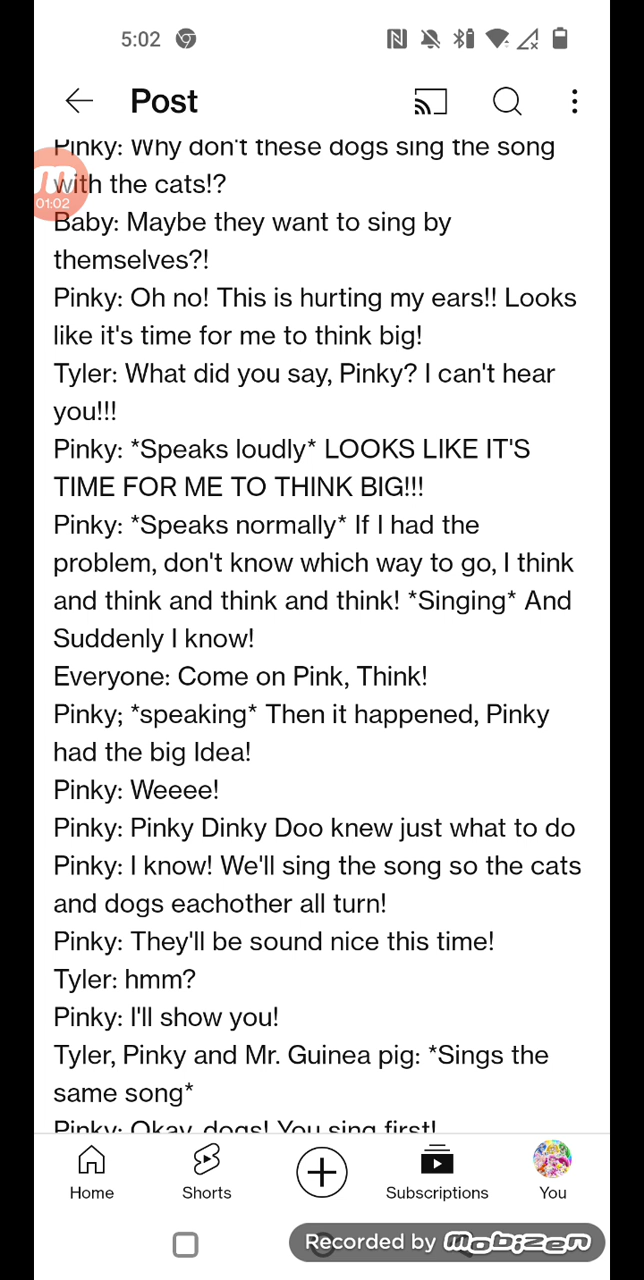 5:02
Post
Pinky: Why don't these dogs sing the song
with the cats!?
01:02
Baby: Maybe they want to sing by
themselves?!
Pinky: Oh no! This is hurting my ears!! Looks
like it's time for me to think big!
Tyler: What did you say, Pinky? I can't hear
you!!!
Pinky: *Speaks loudly* LOOKS LIKE IT'S
TIME FOR ME TO THINK BIG!!!
Pinky: *Speaks normally* If I had the
problem, don't know which way to go, I think
and think and think and think! *Singing* And
Suddenly I know!
Everyone: Come on Pink, Think!
Pinky; *speaking* Then it happened, Pinky
had the big Idea!
Pinky: Weeee!
Pinky: Pinky Dinky Doo knew just what to do
Pinky: I know! We'll sing the song so the cats
and dogs eachother all turn!
Pinky: They'll be sound nice this time!
Tyler: hmm?
Pinky: I'll show you!
Tyler, Pinky and Mr. Guinea pig: *Sings the
same song*
Pinky: Okay, dogs! You sing first!
Home
Shorts
Subscriptions
You
Recorded by mobizen